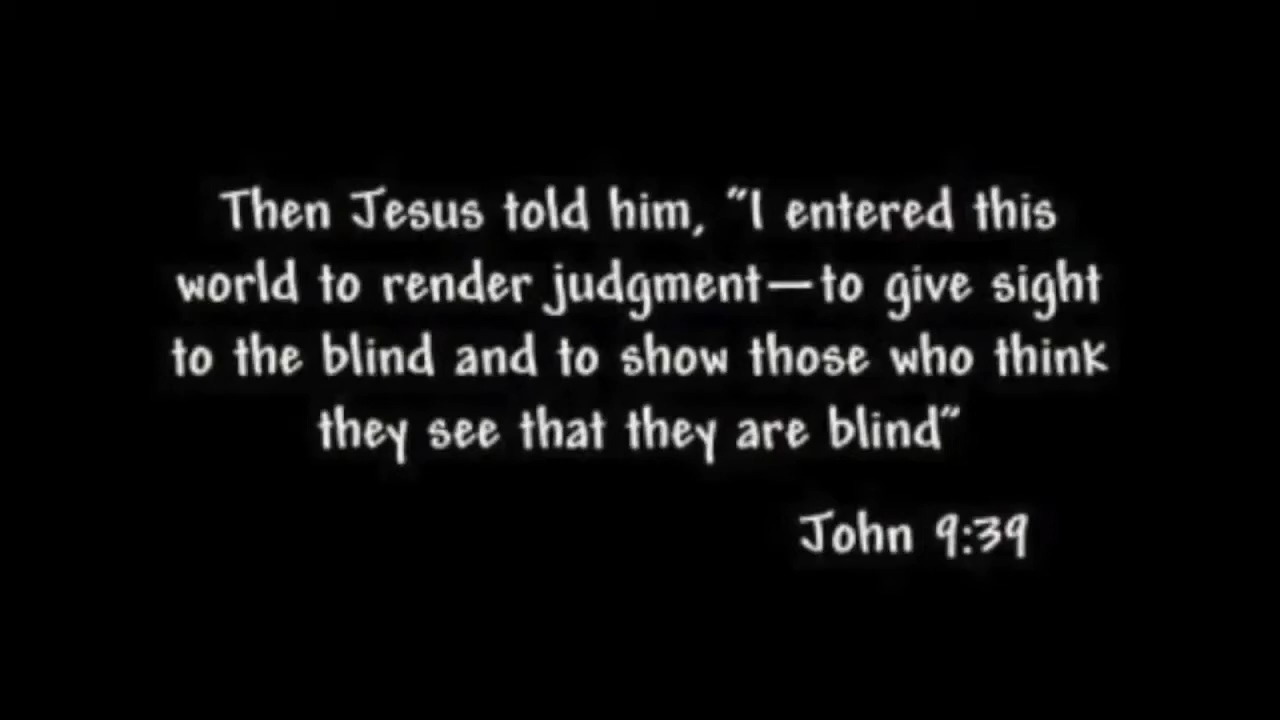 Then Jesus told him, “I entered this
world to render judgment—to give sight
to the blind and to show those who think
they see that they are blind”
John 9:39